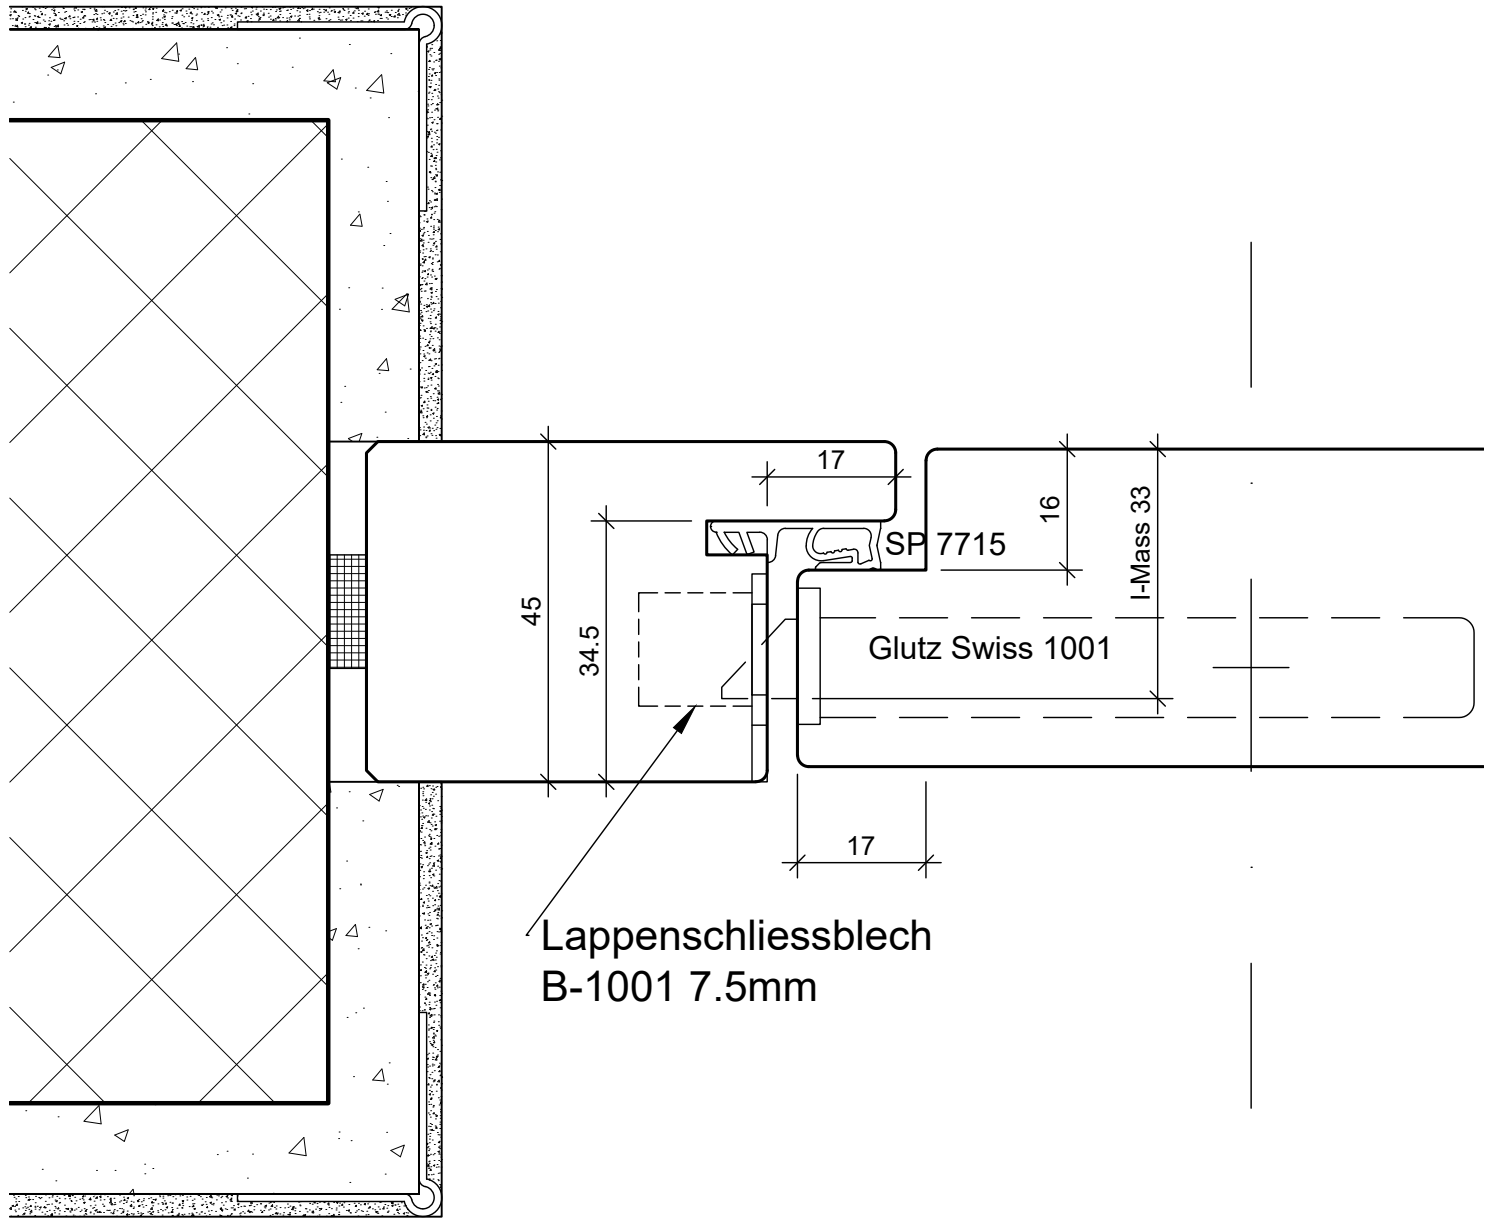 17
SP 7715
16
I-Mass 33
45
34.5
Glutz Swiss 1001
17
Lappenschliessblech
B-1001 7.5mm